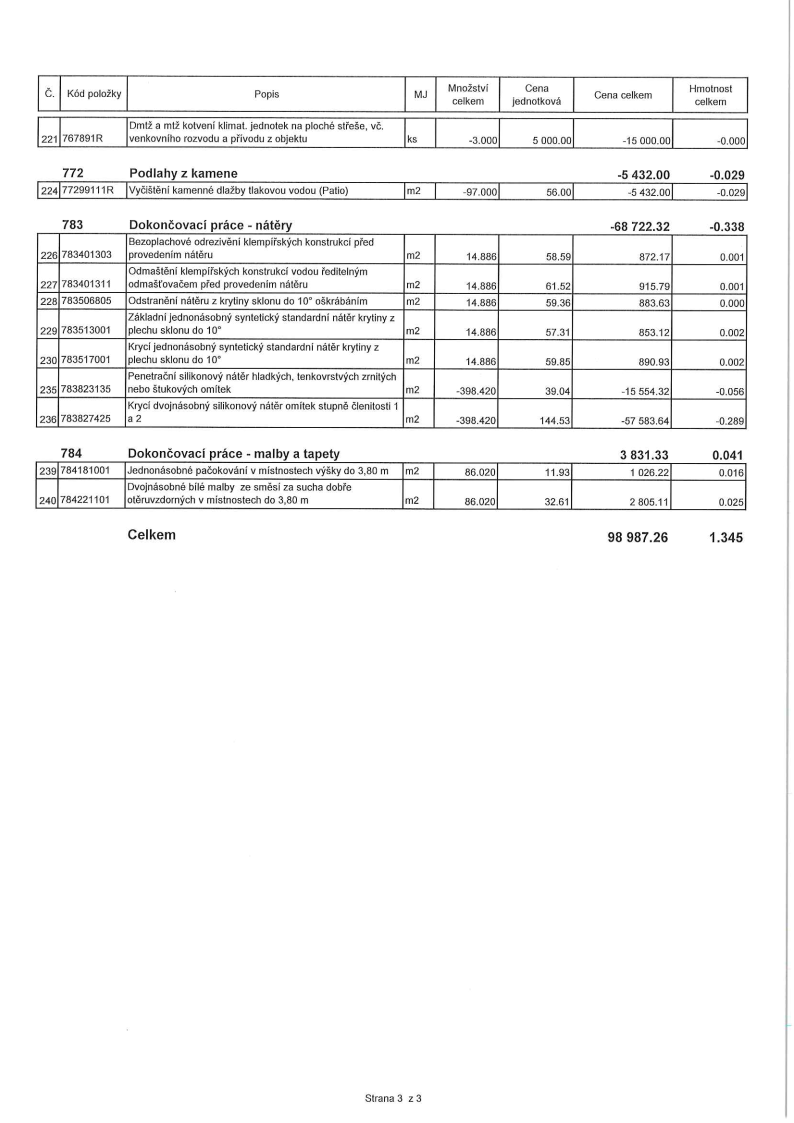 Č. Kód položky Popis MJ Množství celkem Cena jednotková Cena celkem Hmotnost celkem
Dmtž a mtž kotvení klimat. jednotek na ploché střeše, vč.
221 767891R venkovního rozvodu a přívodu z objektu ks -3.000 5 000.00 -15 000.00 -0.000
772 Podlahy z kamene -5 432.00 -0.029
224 77299111R Vyčištění kamenné dlažby tlakovou vodou (Patio) m2 -97.000 56.00 -5 432.00 -0.029
783 Dokončovací práce - nátěry -68 722.32 -0.338
Bezoplachové odrezivění klempířských konstrukcí před
226 783401303 provedením nátěru m2 14.886 58.59 872.17 0.001
Odmaštění klempířských konstrukcí vodou ředitelným
227 783401311 odmašťovačem před provedením nátěru m2 14.886 61.52 915.79 0.001
228 783506805 Odstranění nátěru z krytiny sklonu do 10° oškrábáním m2 14.886 59.36 883.63 0.000
Základní jednonásobný syntetický standardní nátěr krytiny z
229 783513001 plechu sklonu do 10° m2 14.886 57.31 853.12 0.002
Krycí jednonásobný syntetický standardní nátěr krytiny z
230 783517001 plechu sklonu do 10° m2 14.886 59.85 890.93 0.002
Penetrační silikonový nátěr hladkých, tenkovrstvých zrnitých
235 783823135 nebo štukových omítek m2 -398.420 39.04 -15 554.32 -0.056
Krycí dvojnásobný silikonový nátěr omítek stupně členitosti 1
236 783827425 a 2 m2 -398.420 144.53 -57 583.64 -0.289
784 Dokončovací práce - malby a tapety 3 831.33 0.041
239 784181001 Jednonásobné pačokování v místnostech výšky do 3,80 m m2 86.020 11.93 1 026.22 0.016
Dvojnásobné bílé malby ze směsí za sucha dobře
240 784221101 otěruvzdorných v místnostech do 3,80 m m2 86.020 32.61 2 805.11 0.025
Celkem 98 987.26 1.345
Strana 3 z 3